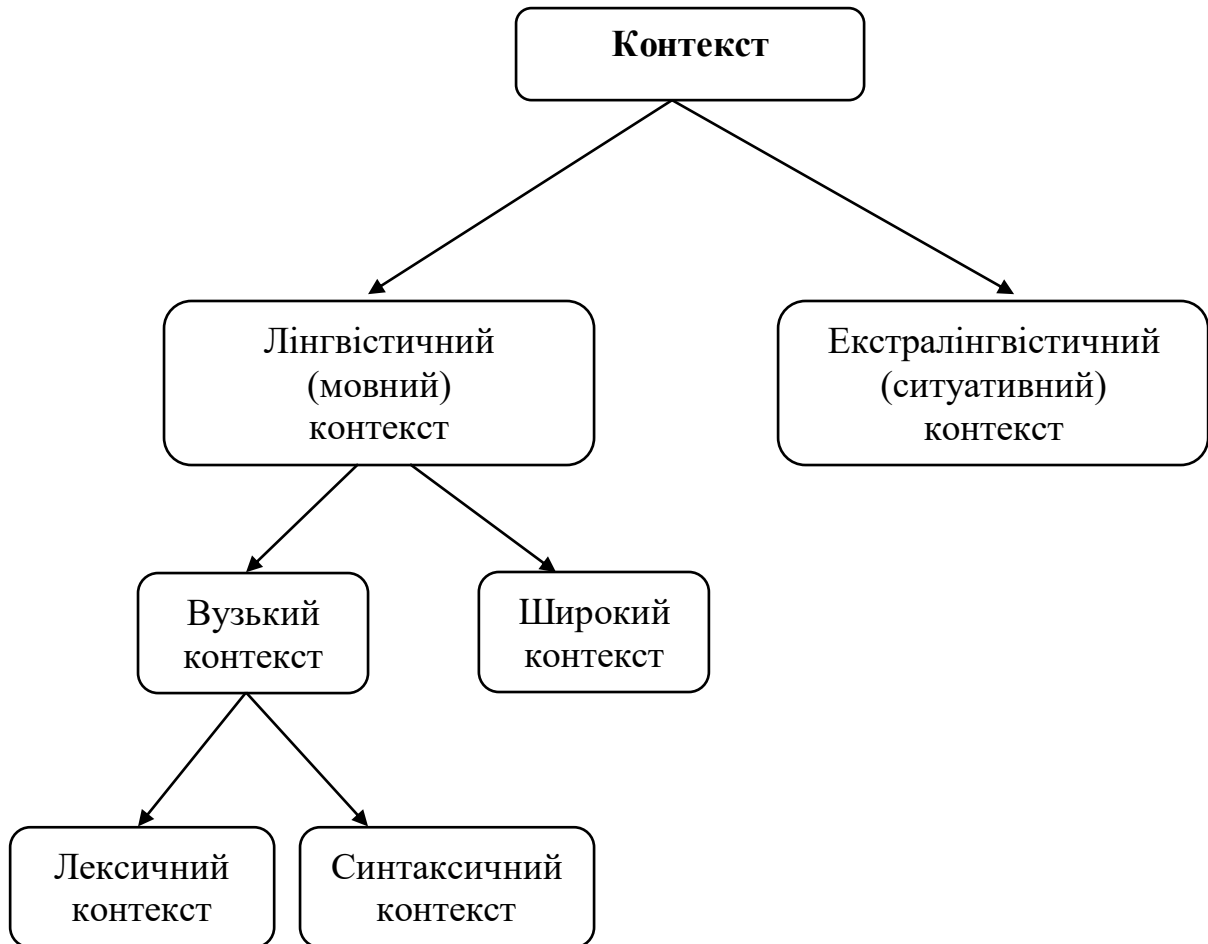 Контекст
Лінгвістичний
(мовний)
контекст
Екстралінгвістичний
(ситуативний)
контекст
Вузький
контекст
Широкий
контекст
Лексичний
контекст
Синтаксичний
контекст